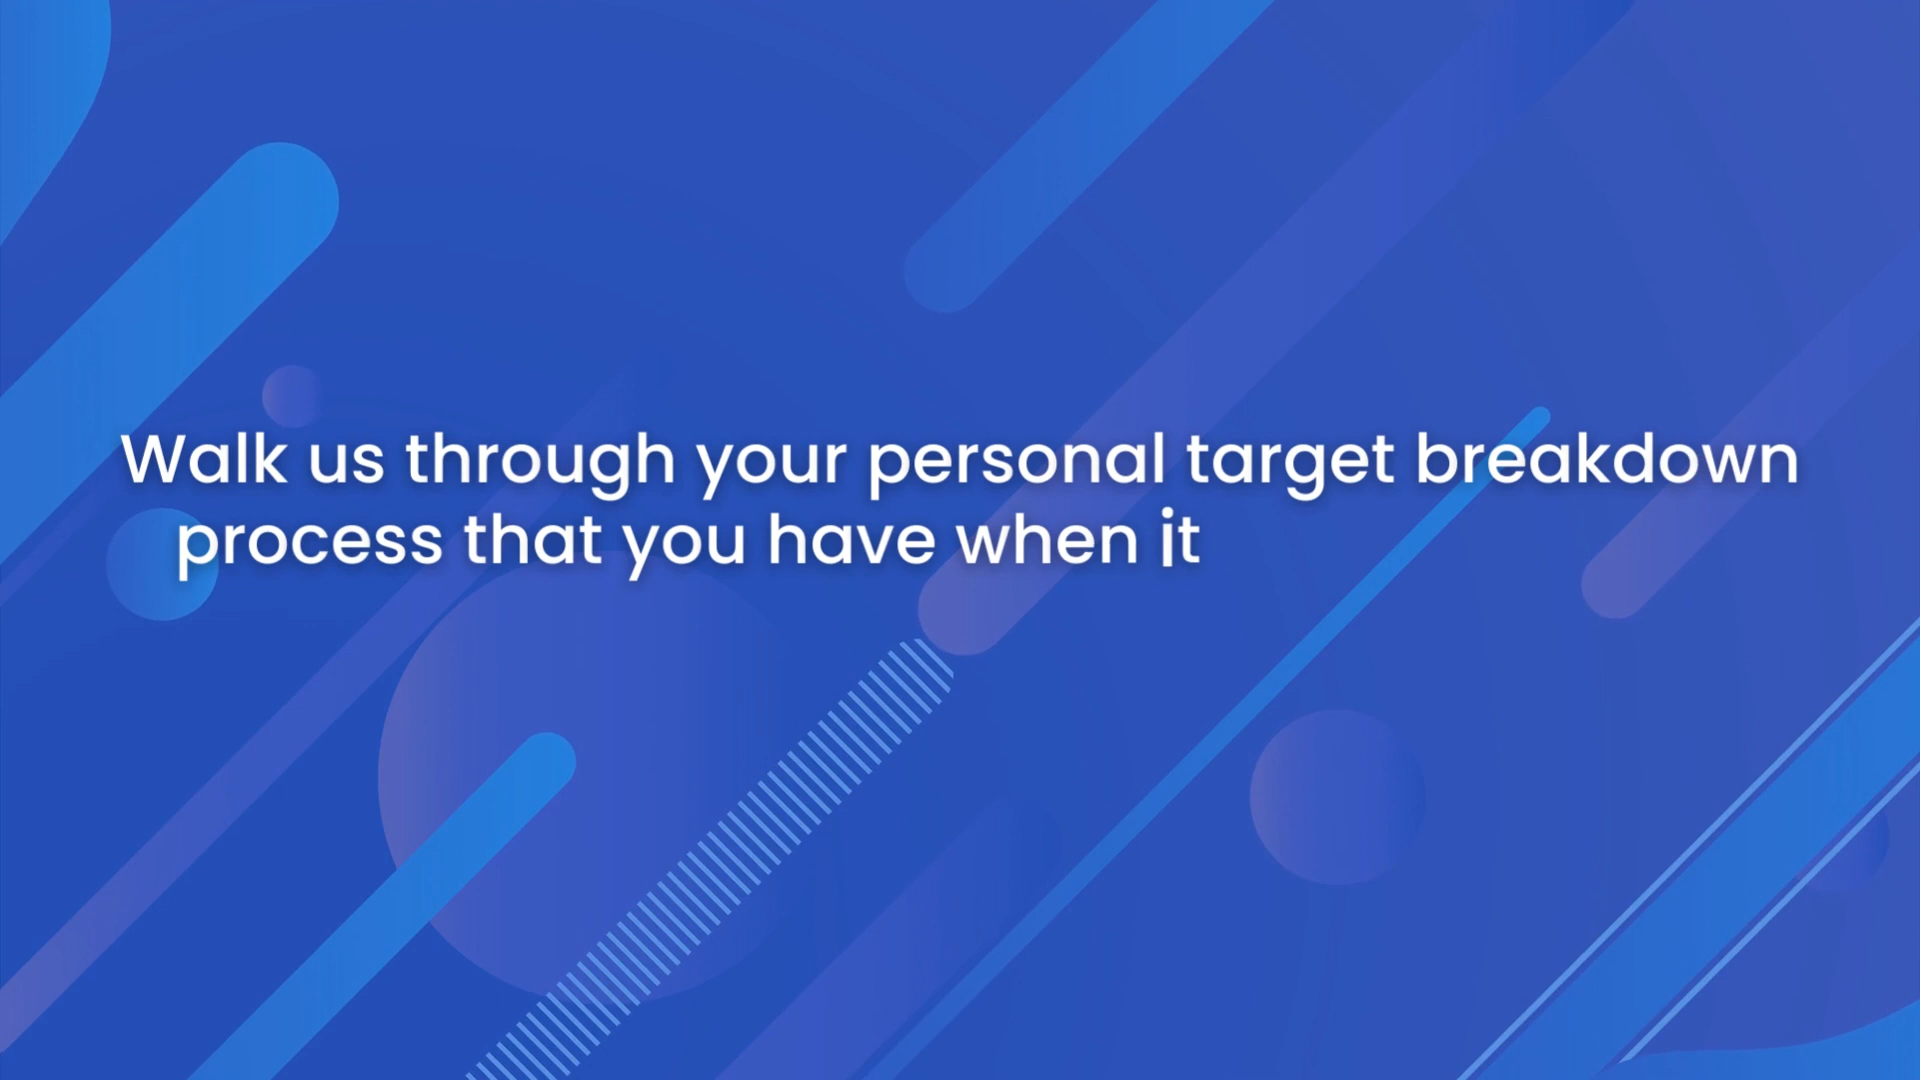 Walk us through your personal target breakdown
process that you have when it